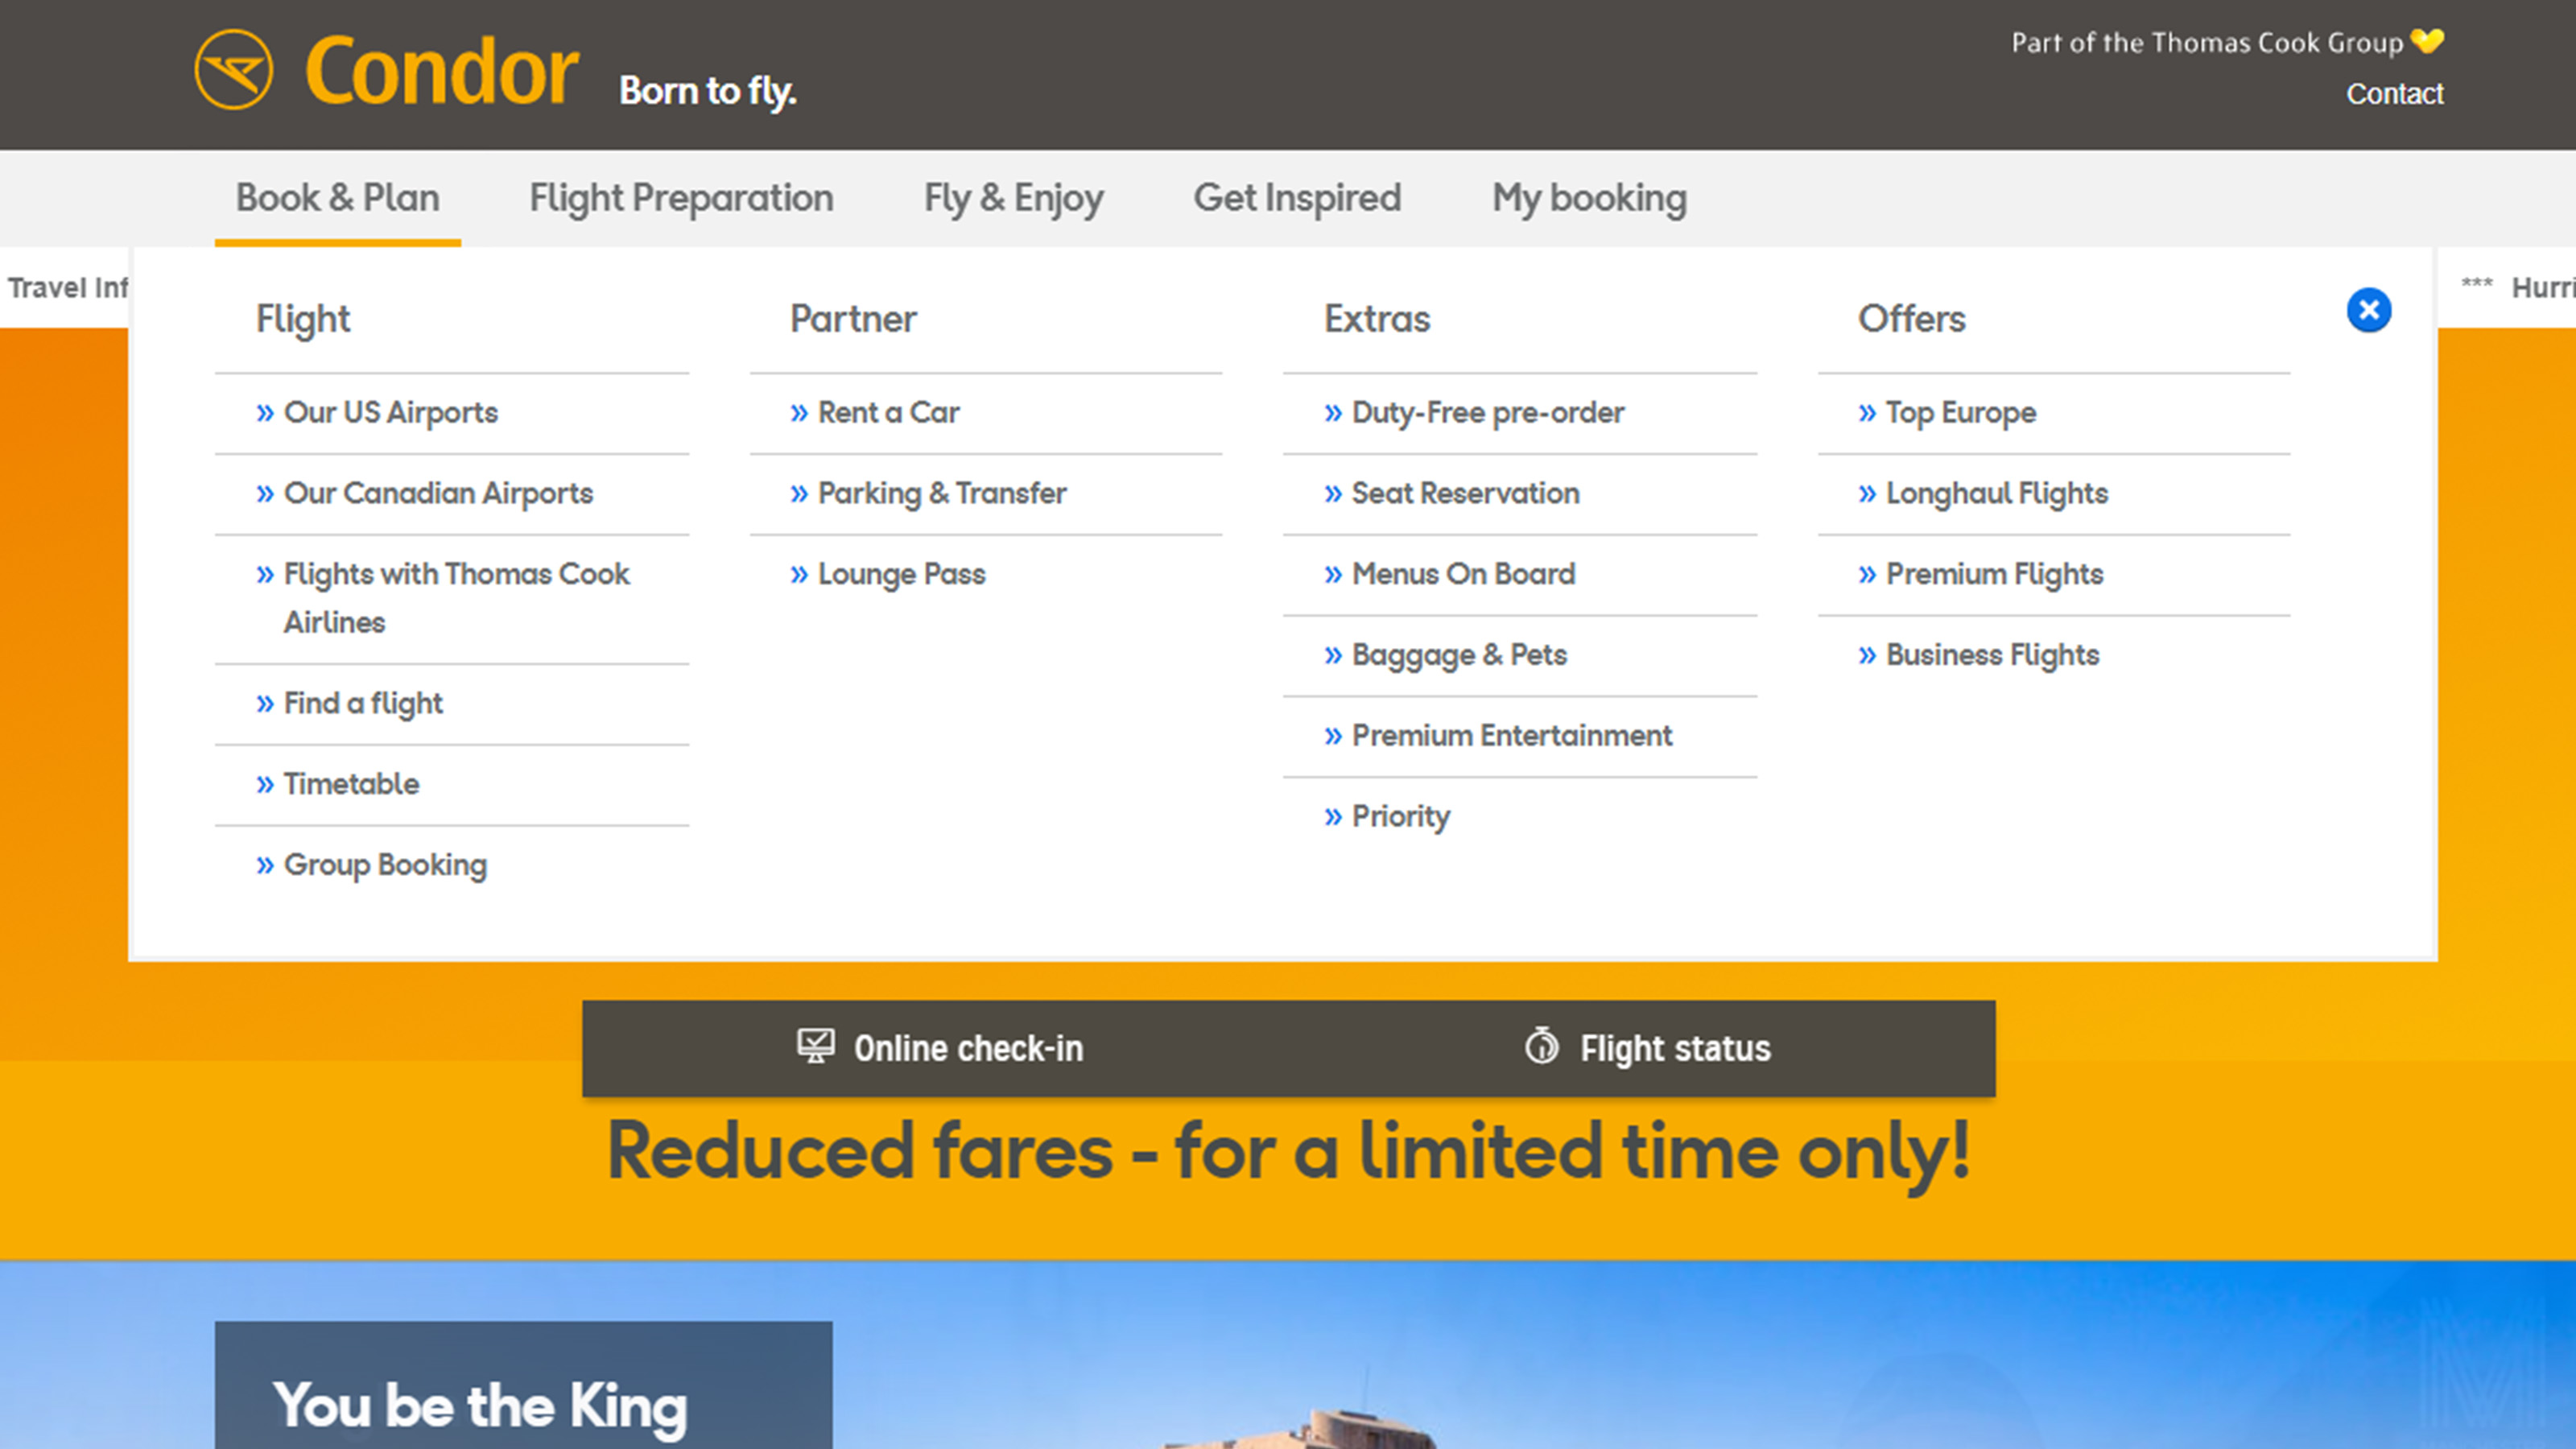 Condor
Born to fly.
Part of the Thomas Cook Group
Contact
Book & Plan
Flight Preparation
Fly & Enjoy
Get Inspired
My booking
Travel
***
Flight
Our US Airports
Our Canadian Airports
Flights with Thomas Cook
Airlines
Find a flight
Timetable
Group Booking
Partner
Rent a Car
Parking & Transfer
Lounge Pass
Extras
Duty-Free pre-order
Seat Reservation
Menus On Board
Baggage & Pets
Premium Entertainment
Priority
Offers
Top Europe
Longhaul Flights
Premium Flights
Business Flights
Online check-in
Flight status
Reduced fares - for a limited time only!
You be the King